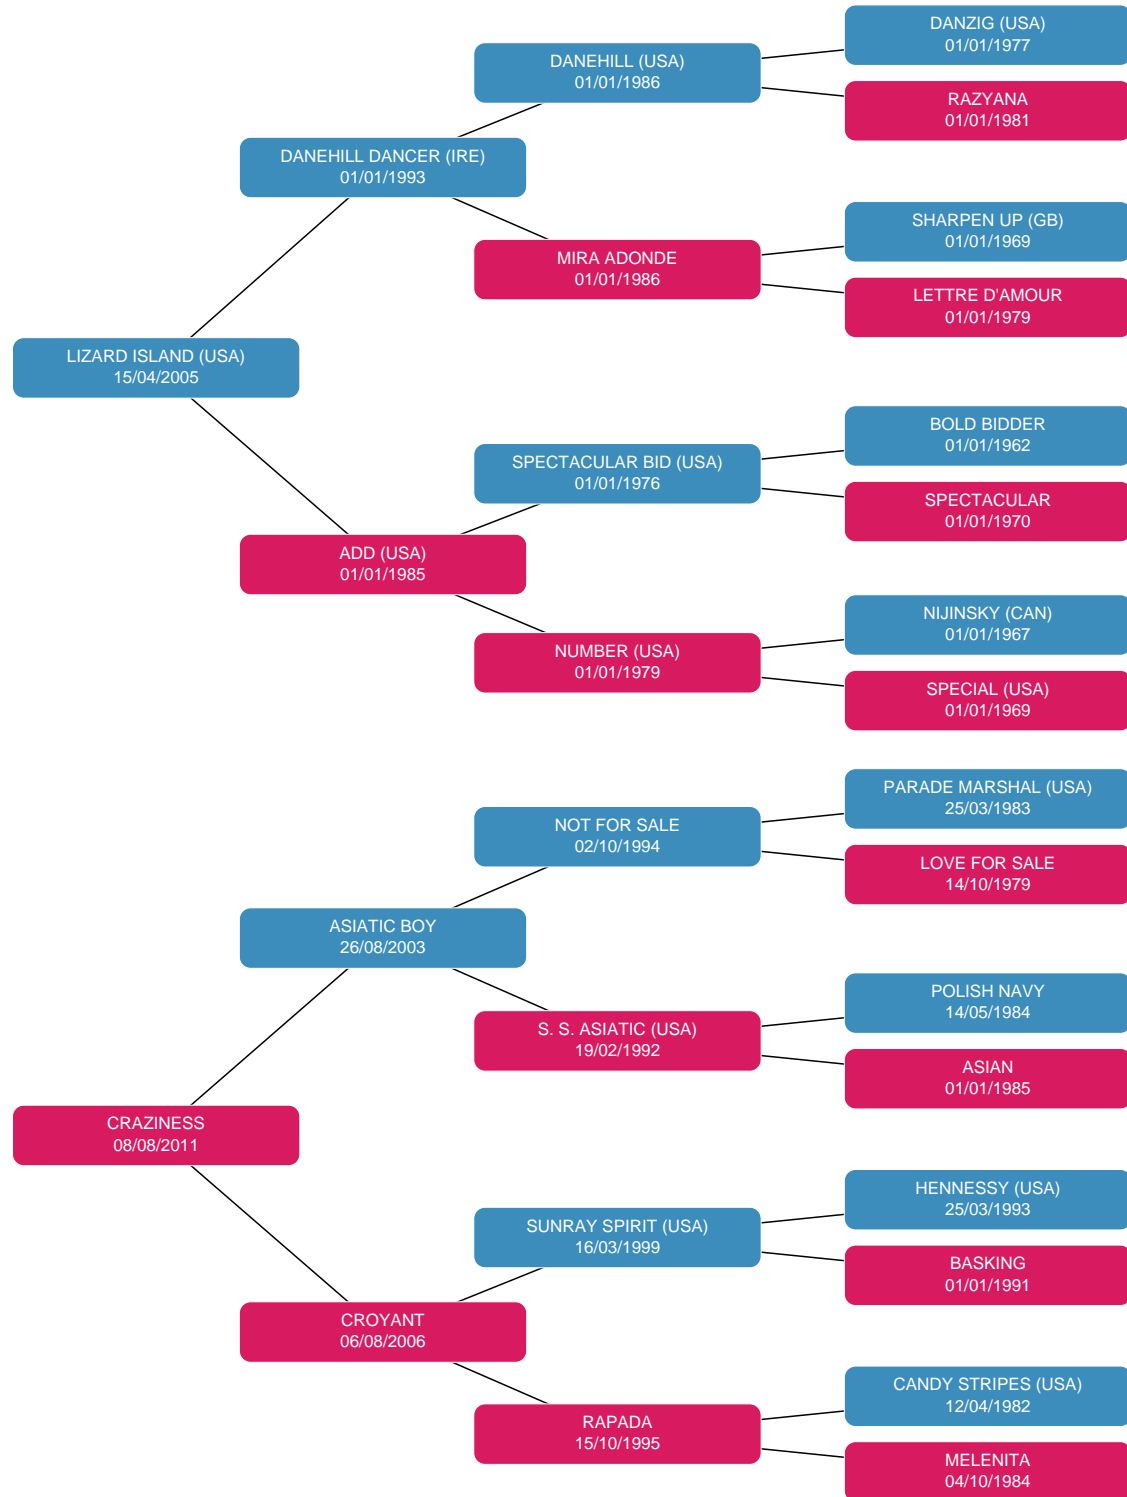 DANZIG (USA)
01/01/1977
DANEHILL (USA)
01/01/1986
RAZYANA
01/01/1981
DANEHILL DANCER (IRE)
01/01/1993
SHARPEN UP (GB)
01/01/1969
MIRA ADONDE
01/01/1986
LETTRE D'AMOUR
01/01/1979
LIZARD ISLAND (USA)
15/04/2005
BOLD BIDDER
01/01/1962
SPECTACULAR BID (USA)
01/01/1976
SPECTACULAR
01/01/1970
ADD (USA)
01/01/1985
NIJINSKY (CAN)
01/01/1967
NUMBER (USA)
01/01/1979
SPECIAL (USA)
01/01/1969
PARADE MARSHAL (USA)
25/03/1983
NOT FOR SALE
02/10/1994
LOVE FOR SALE
14/10/1979
ASIATIC BOY
26/08/2003
POLISH NAVY
14/05/1984
S. S. ASIATIC (USA)
19/02/1992
ASIAN
01/01/1985
CRAZINESS
08/08/2011
HENNESSY (USA)
25/03/1993
SUNRAY SPIRIT (USA)
16/03/1999
BASKING
01/01/1991
CROYANT
06/08/2006
CANDY STRIPES (USA)
12/04/1982
RAPADA
15/10/1995
MELENITA
04/10/1984